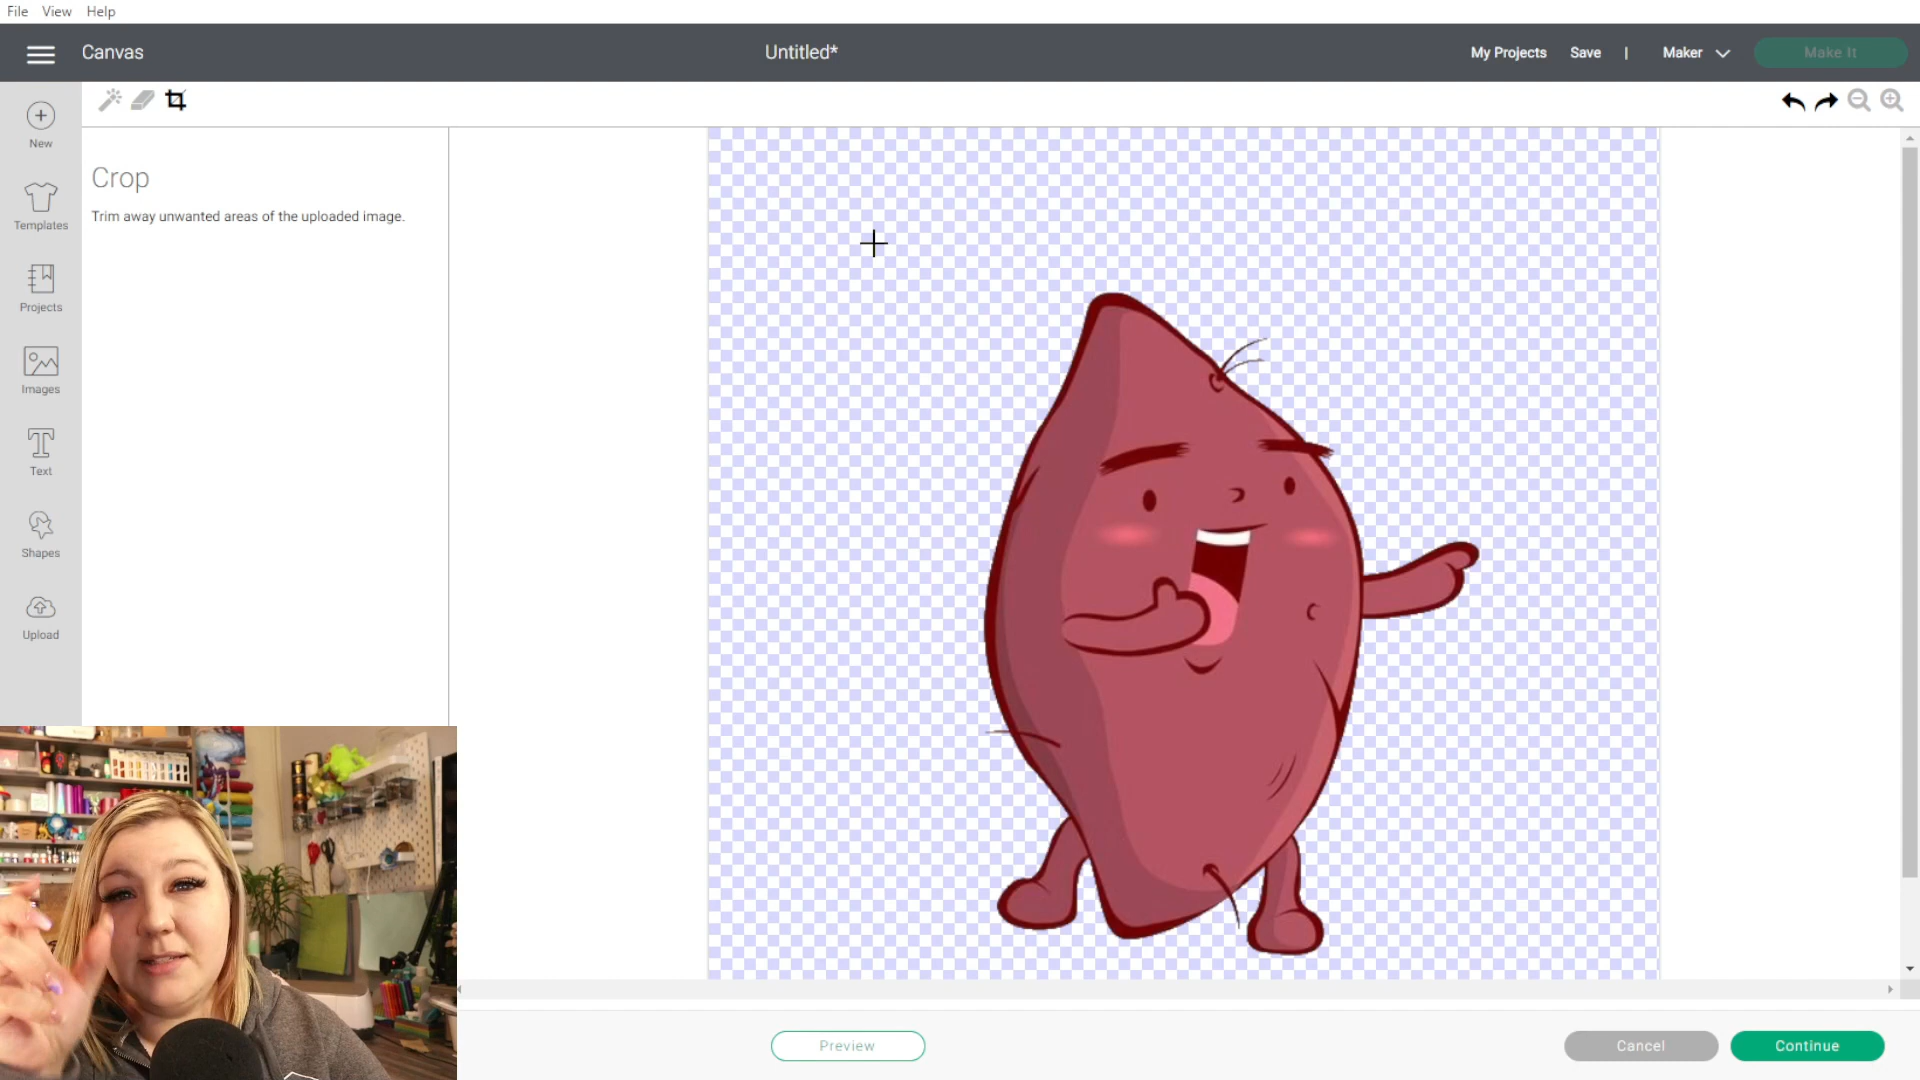 File View Help
Canvas
Untitled*
My Projects Save | Maker
Make It
New
Templates
Projects
Images
Text
Shapes
Upload
Crop
Trim away unwanted areas of the uploaded image.
Preview
Cancel
Continue